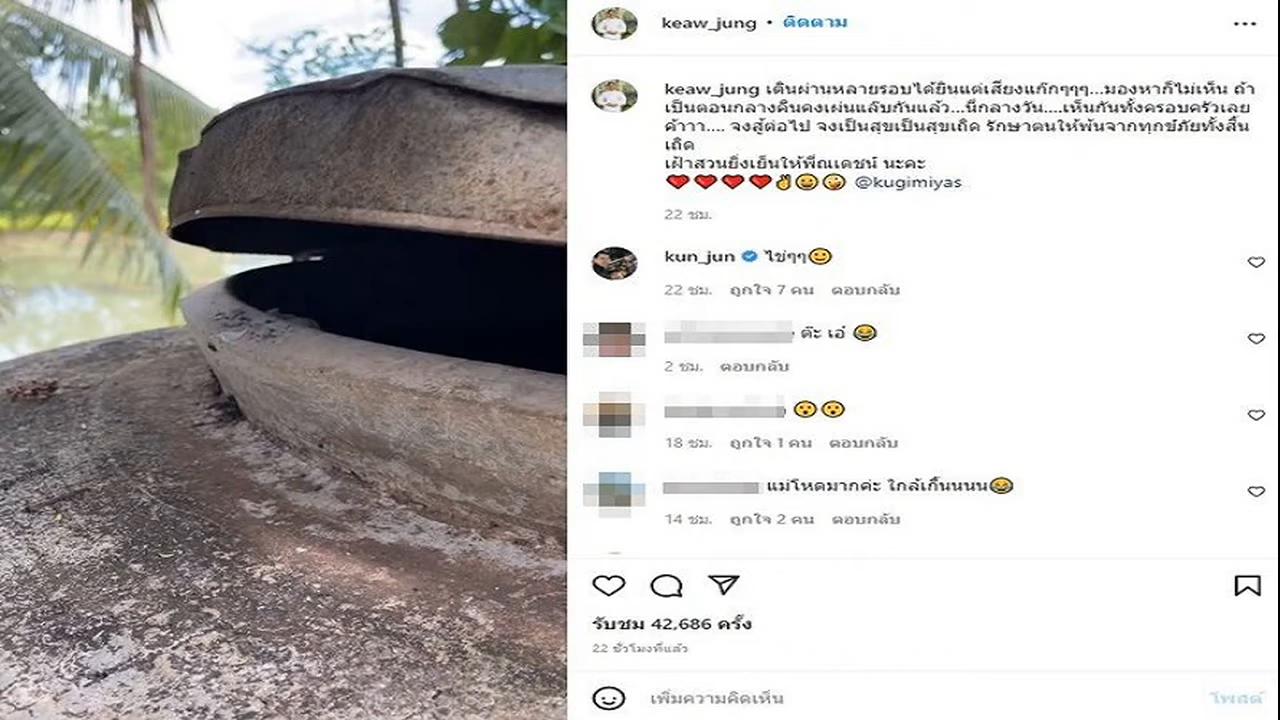 keaw_jung • ติดตาม
keaw_jung เดินผ่านหลายรอบได้ยินแต่เสียงแก๊กๆๆๆ...มองหาก็ไม่เห็น ถ้า
เป็นตอนกลางคืนคงเผ่นแล๊บกันแล้ว...นี่กลางวัน....เห็นกันทั้งครอบครัวเลย
ค้าาา.... จงสู้ต่อไป จงเป็นสุขเป็นสุขเถิด รักษาตนให้พ้นจากทุกข์ภัยทั้งสิ้น
เถิด
เฝ้าสวนยิ่งเย็นให้พี่ณเดชน์ นะคะ
❤️❤️❤️❤️✌️😀😜 @kugimiyas
22 ชม.
kun_jun ไข่ๆๆ🙂
22 ชม. ถูกใจ 7 คน ตอบกลับ
ต๊ะ เอ๋ 😂
2 ชม. ตอบกลับ
😮😮
18 ชม. ถูกใจ 1 คน ตอบกลับ
แม่โหดมากค่ะ ใกล้เกิ๊นนนน😂
14 ชม. ถูกใจ 2 คน ตอบกลับ
รับชม 42,686 ครั้ง
22 ชั่วโมงที่แล้ว
เพิ่มความคิดเห็น โพสต์